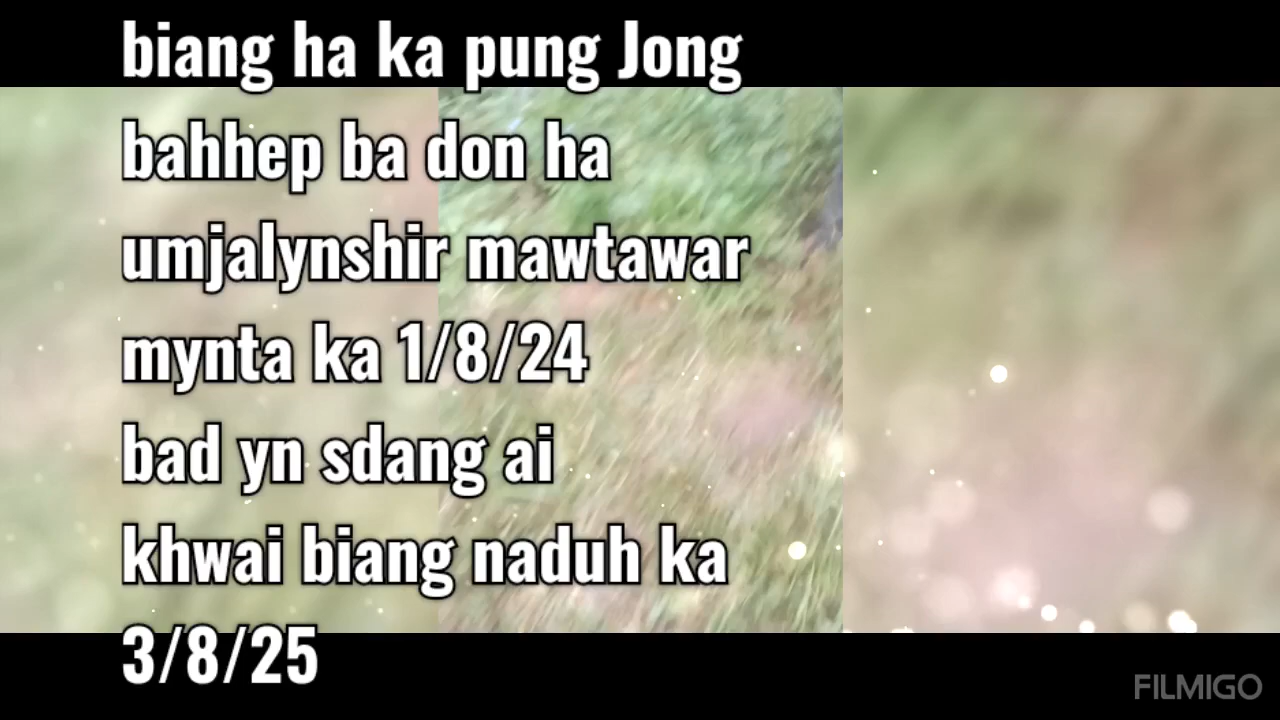 biang ha ka pung Jong
bahhep ba don ha
umjalynshir mawtawar
mynta ka 1/8/24
bad yn sdang ai
khwai biang naduh ka
3/8/25
FILMIGO